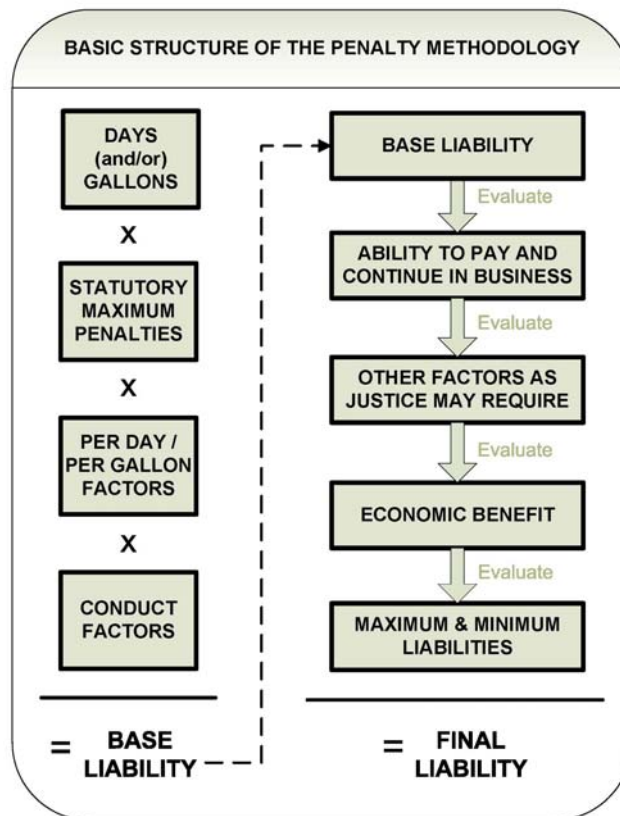 BASIC STRUCTURE OF THE PENALTY METHODOLOGY
DAYS
(and/or)
GALLONS
X
STATUTORY
MAXIMUM
PENALTIES
X
PER DAY /
PER GALLON
FACTORS
X
CONDUCT
FACTORS
= BASE
LIABILITY
BASE LIABILITY
Evaluate
ABILITY TO PAY AND
CONTINUE IN BUSINESS
Evaluate
OTHER FACTORS AS
JUSTICE MAY REQUIRE
Evaluate
ECONOMIC BENEFIT
Evaluate
MAXIMUM & MINIMUM
LIABILITIES
= FINAL
LIABILITY